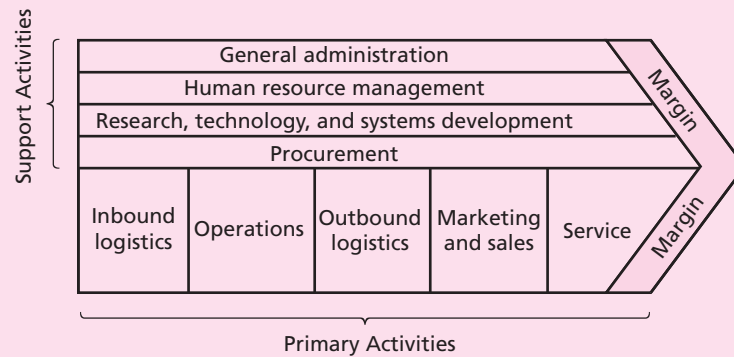 Support Activities
General administration
Human resource management
Research, technology, and systems development
Procurement
Margin
Inbound
logistics
Operations
Outbound
logistics
Marketing
and sales
Service
Margin
Primary Activities